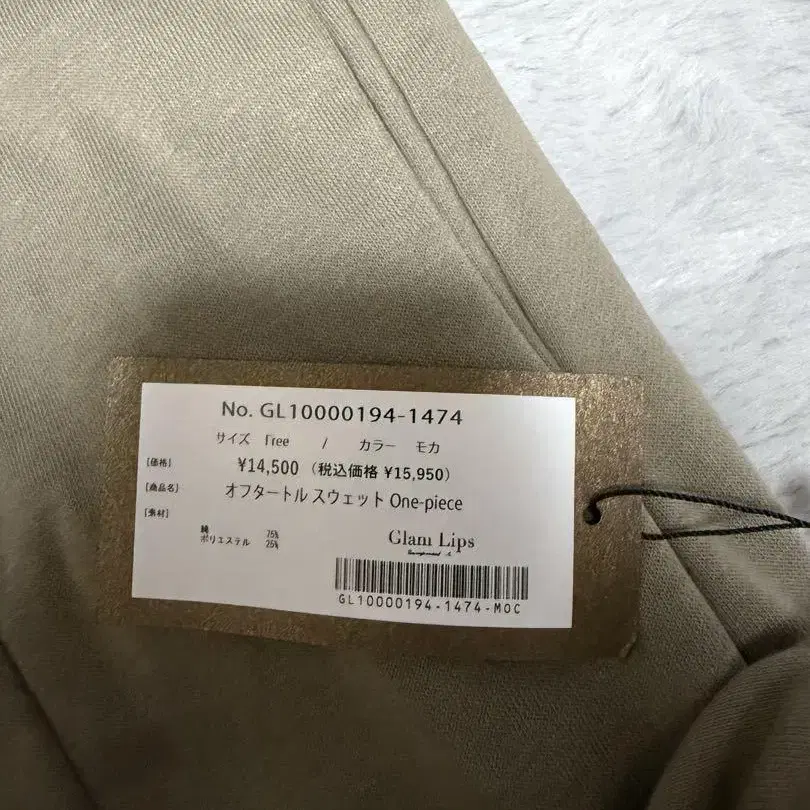 No. GL10000194-1474
サイズ Free / カラー モカ
[価格] ¥14,500 (税込価格 ¥15,950)
[商品名] オフタートル スウェット One-piece
[素材]
綿 75%
ポリエステル 25%
Glam Lips
GL10000194-1474-MOC